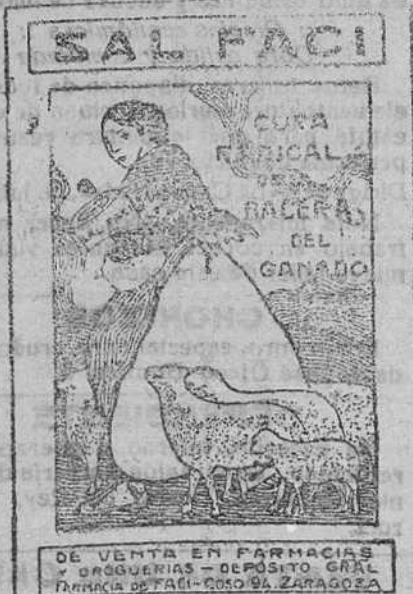 SAL FACI
CURA
RADICAL
DE LA
BACERA
DEL
GANADO
DE VENTA EN FARMACIAS
Y DROGUERIAS - DEPÓSITO GRAL
FARMACIA DE FACI - COSO 94. ZARAGOZA